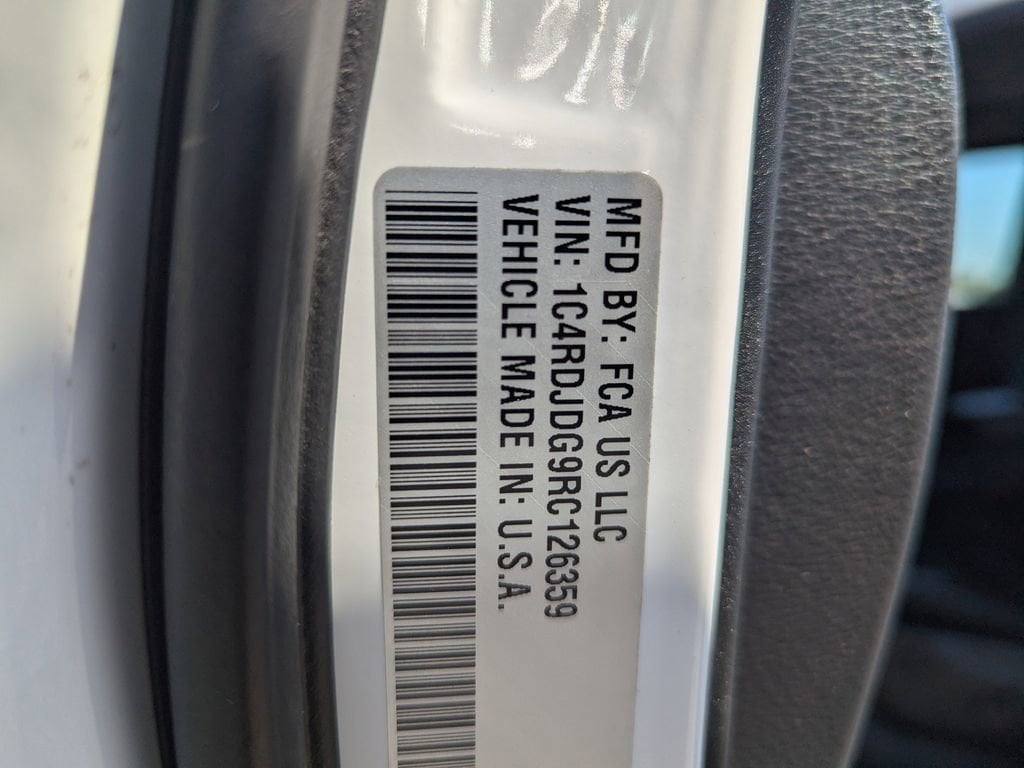 MFD BY: FCA US LLC
VIN: 1C4RDJDG9RC126359
VEHICLE MADE IN: U.S.A.